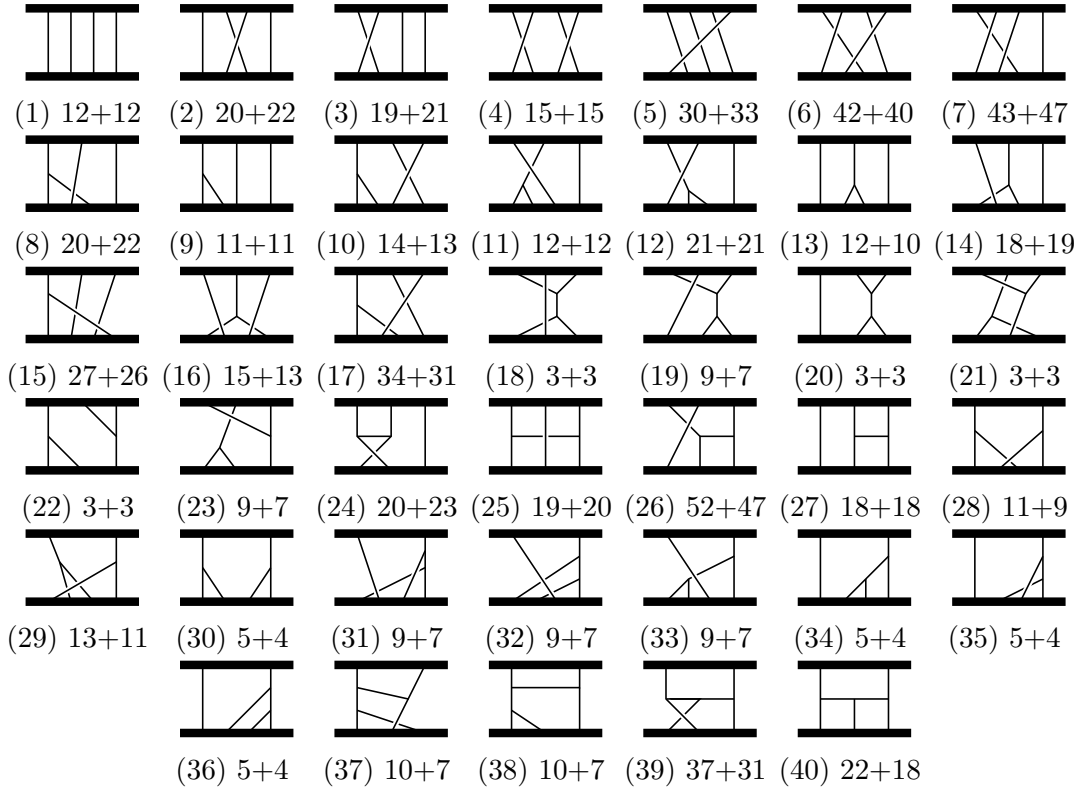 (1) 12+12 (2) 20+22 (3) 19+21 (4) 15+15 (5) 30+33 (6) 42+40 (7) 43+47
(8) 20+22 (9) 11+11 (10) 14+13 (11) 12+12 (12) 21+21 (13) 12+10 (14) 18+19
(15) 27+26 (16) 15+13 (17) 34+31 (18) 3+3 (19) 9+7 (20) 3+3 (21) 3+3
(22) 3+3 (23) 9+7 (24) 20+23 (25) 19+20 (26) 52+47 (27) 18+18 (28) 11+9
(29) 13+11 (30) 5+4 (31) 9+7 (32) 9+7 (33) 9+7 (34) 5+4 (35) 5+4
(36) 5+4 (37) 10+7 (38) 10+7 (39) 37+31 (40) 22+18